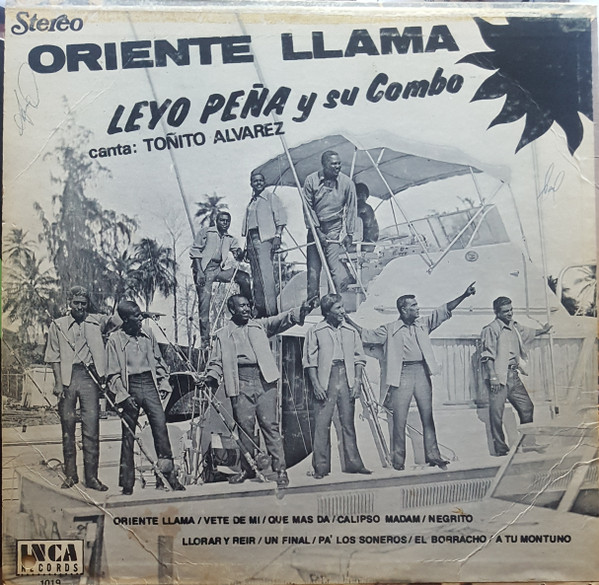 Stereo
ORIENTE LLAMA
LEYO PEÑA y su Combo
canta: TOÑITO ALVAREZ
ORIENTE LLAMA / VETE DE MI / QUE MAS DA / CALIPSO MADAM / NEGRITO
LLORAR Y REIR / UN FINAL / PA' LOS SONEROS / EL BORRACHO / A TU MONTUNO
INCA
RECORDS
1019